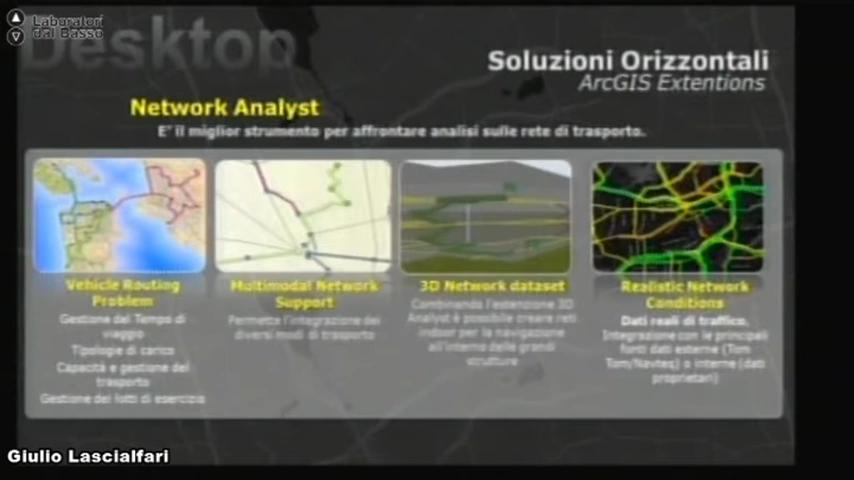 Laboratori
dal Basso
Desktop
Soluzioni Orizzontali
ArcGIS Extentions
Network Analyst
E' il miglior strumento per affrontare analisi sulle rete di trasporto.
Vehicle Routing
Problem
Gestione del Tempo di
viaggio
Tipologie di carico
Capacità e gestione del
trasporto
Gestione dei lotti di esercizio
Multimodal Network
Support
Permette l'integrazione dei
diversi modi di trasporto
3D Network dataset
Combinando l'estenzione 3D
Analyst è possibile creare reti
indoor per la navigazione
all'interno delle grandi
strutture
Realistic Network
Conditions
Dati reali di traffico.
Integrazione con le principali
fonti dati esterne (Tom
Tom/Navteq) o interne (dati
proprietari)
Giulio Lascialfari